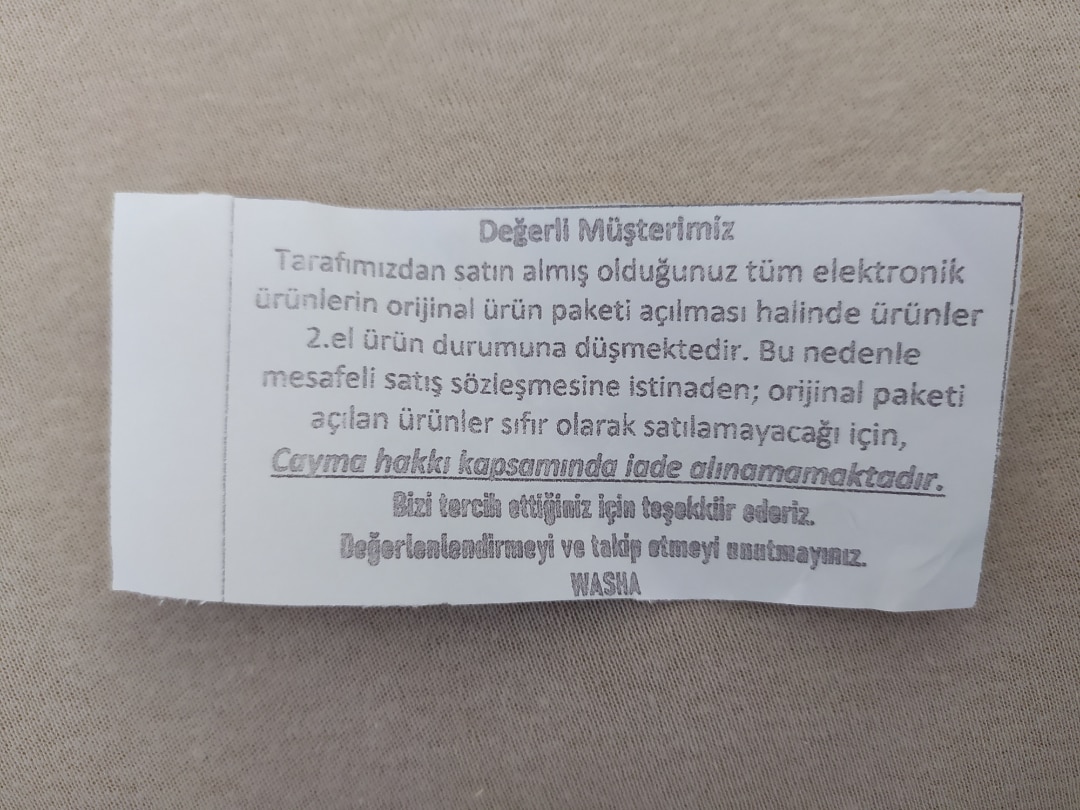 Değerli Müşterimiz
Tarafımızdan satın almış olduğunuz tüm elektronik
ürünlerin orijinal ürün paketi açılması halinde ürünler
2.el ürün durumuna düşmektedir. Bu nedenle
mesafeli satış sözleşmesine istinaden; orijinal paketi
açılan ürünler sıfır olarak satılamayacağı için,
Cayma hakkı kapsamında iade alınamamaktadır.
Bizi tercih ettiğiniz için teşekkür ederiz.
Değerlenlendirmeyi ve takip etmeyi unutmayınız.
WASHA